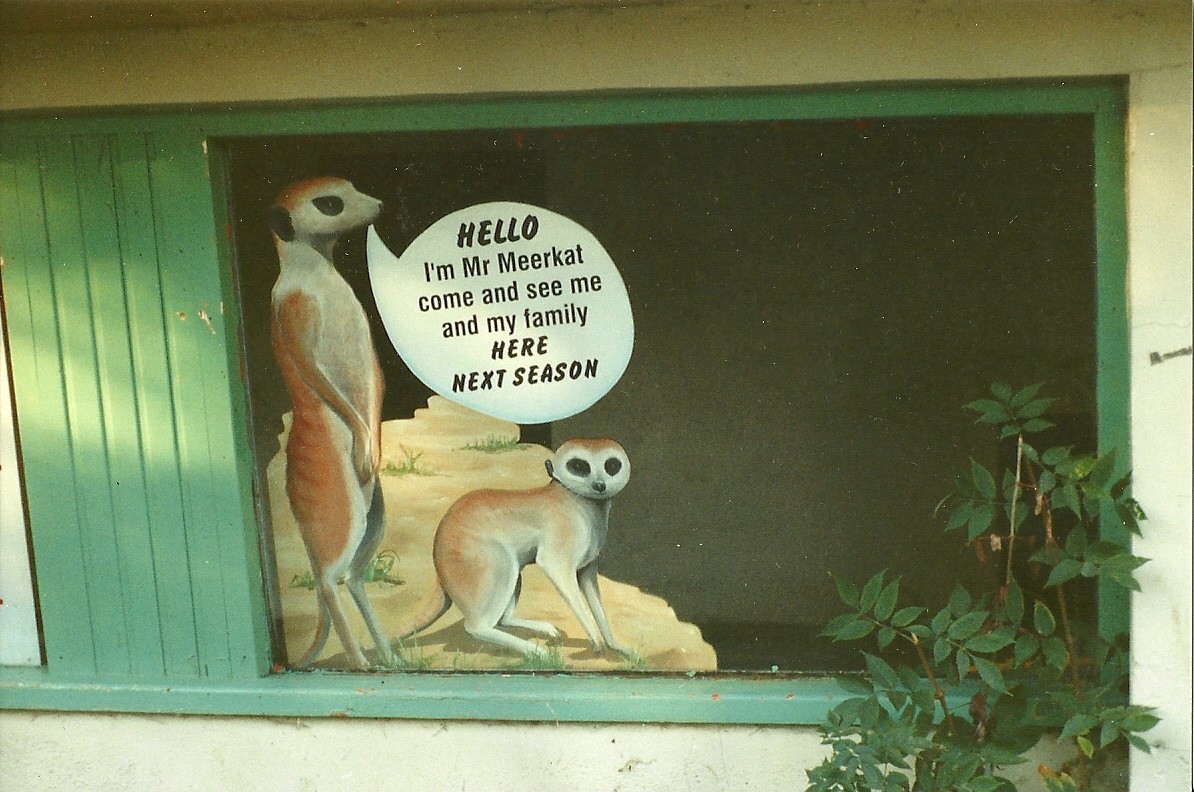 HELLO
I'm Mr Meerkat
come and see me
and my family
HERE
NEXT SEASON